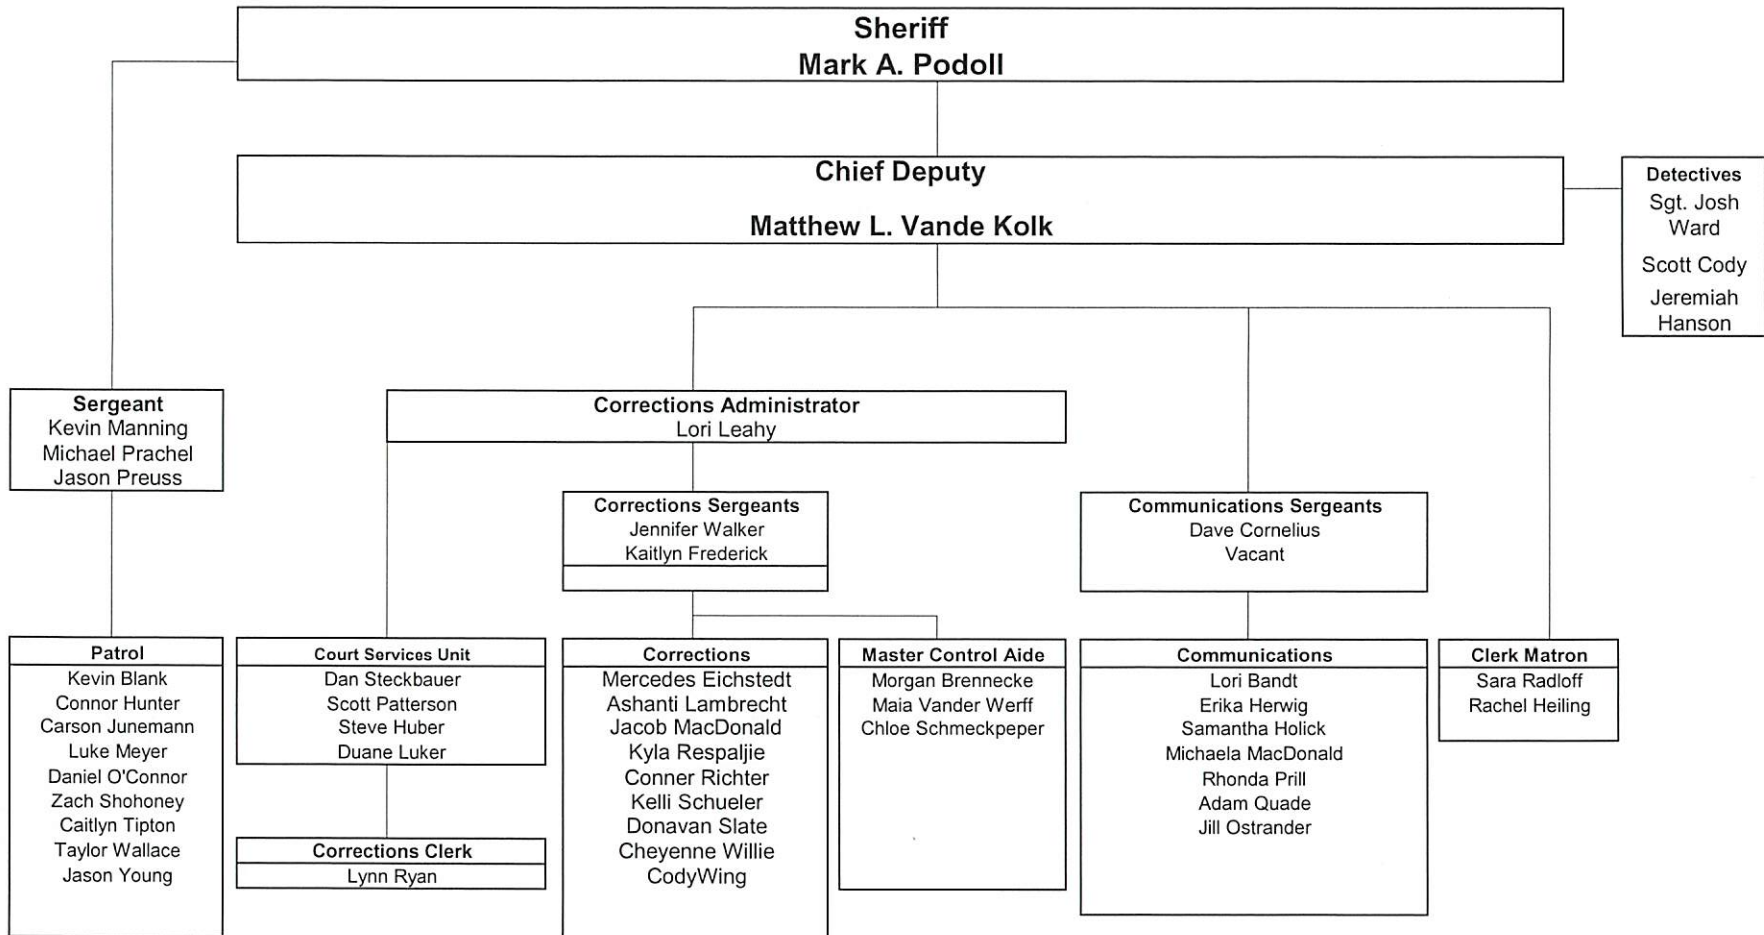 Sheriff
Mark A. Podoll
Chief Deputy
Matthew L. Vande Kolk
Detectives
Sgt. Josh
Ward
Scott Cody
Jeremiah
Hanson
Sergeant
Kevin Manning
Michael Prachel
Jason Preuss
Corrections Administrator
Lori Leahy
Corrections Sergeants
Jennifer Walker
Kaitlyn Frederick
Communications Sergeants
Dave Cornelius
Vacant
Patrol
Kevin Blank
Connor Hunter
Carson Junemann
Luke Meyer
Daniel O'Connor
Zach Shohoney
Caitlyn Tipton
Taylor Wallace
Jason Young
Court Services Unit
Dan Steckbauer
Scott Patterson
Steve Huber
Duane Luker
Corrections Clerk
Lynn Ryan
Corrections
Mercedes Eichstedt
Ashanti Lambrecht
Jacob MacDonald
Kyla Respaljie
Conner Richter
Kelli Schueler
Donavan Slate
Cheyenne Willie
CodyWing
Master Control Aide
Morgan Brennecke
Maia Vander Werff
Chloe Schmeckpeper
Communications
Lori Bandt
Erika Herwig
Samantha Holick
Michaela MacDonald
Rhonda Prill
Adam Quade
Jill Ostrander
Clerk Matron
Sara Radloff
Rachel Heiling